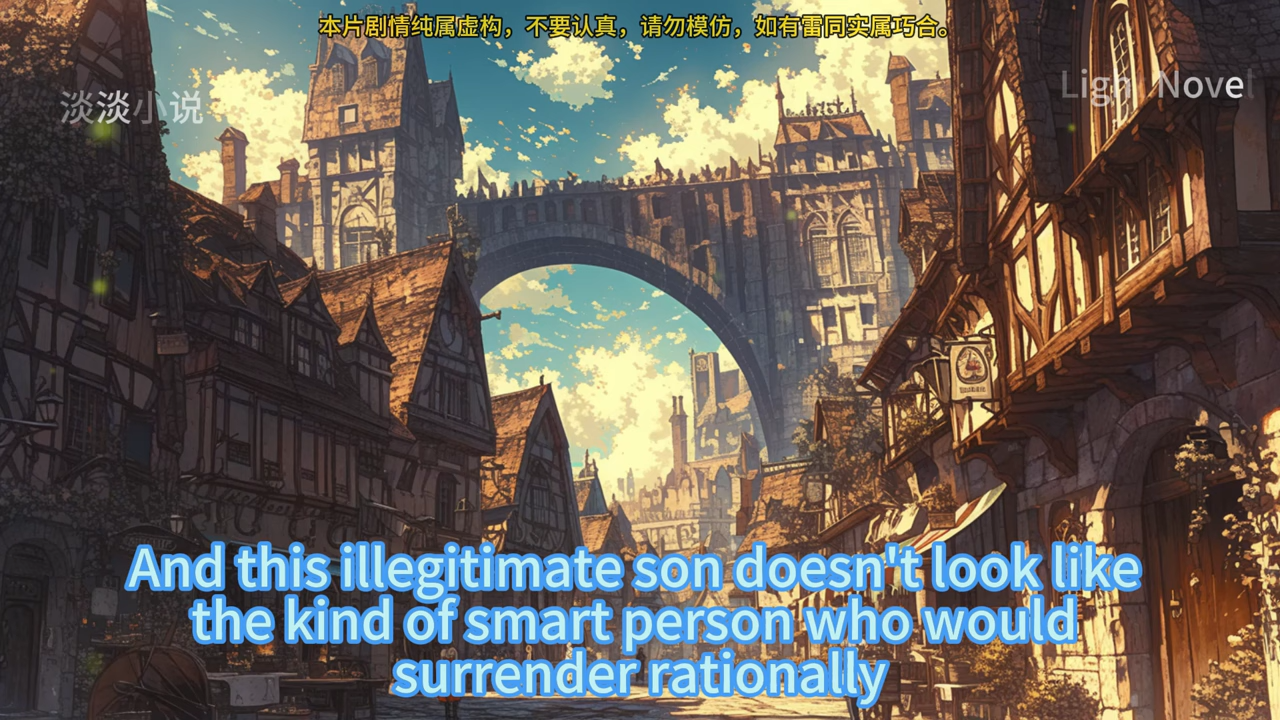 本片剧情纯属虚构，不要认真，请勿模仿，如有雷同实属巧合。
淡淡小说
Light Novel
And this illegitimate son doesn't look like
the kind of smart person who would
surrender rationally